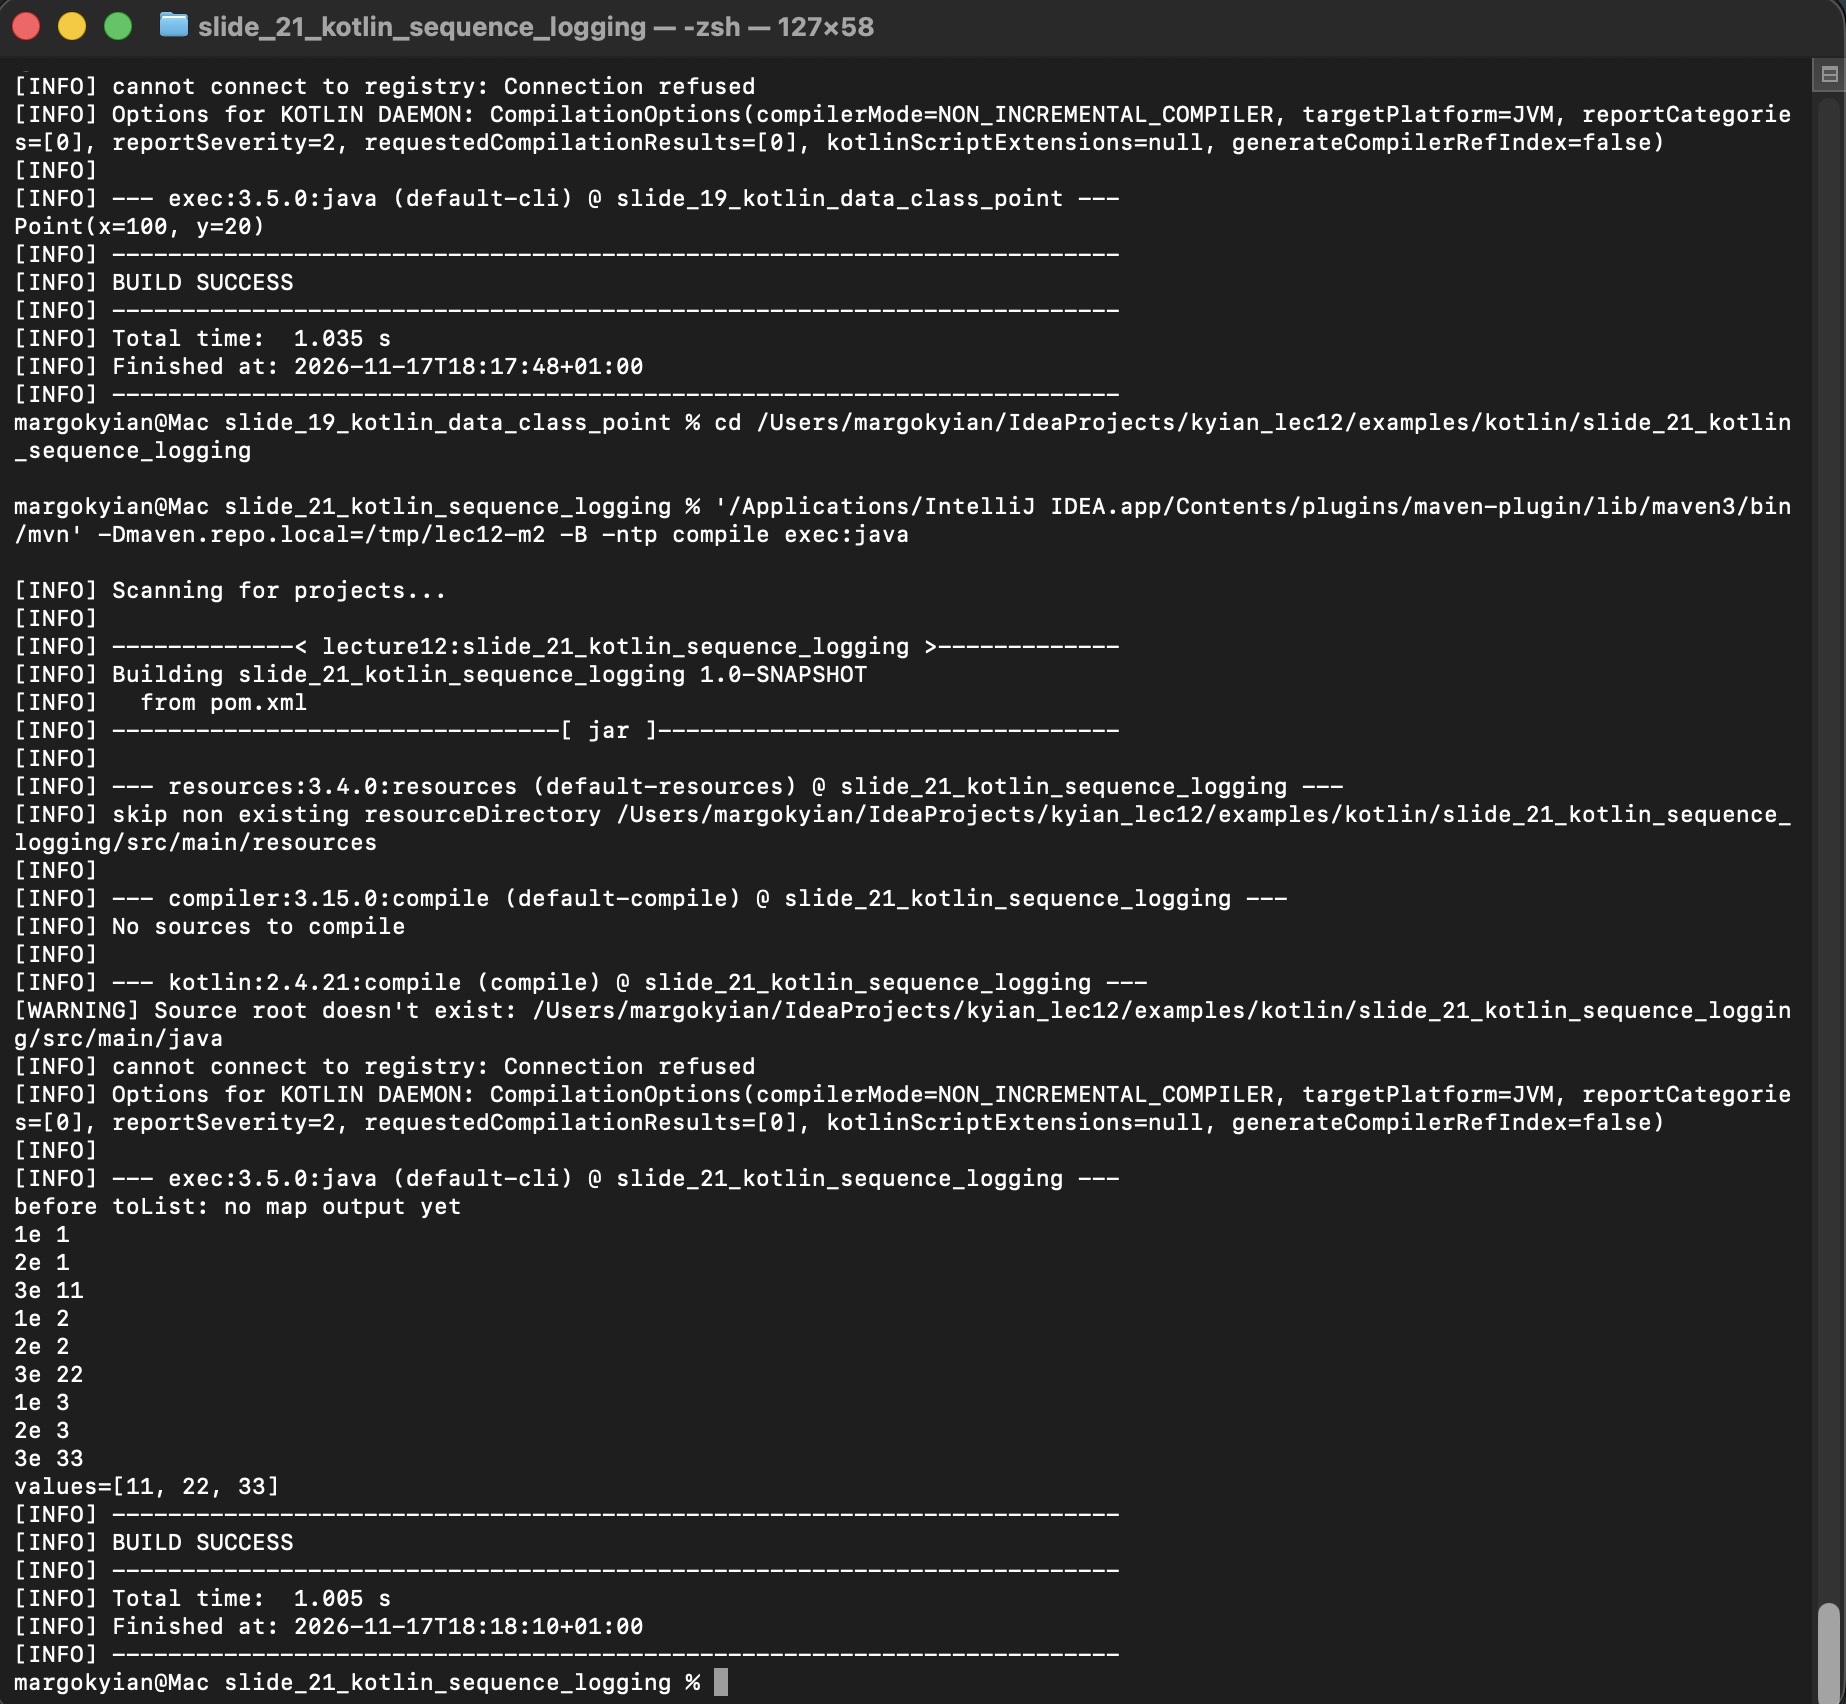 slide_21_kotlin_sequence_logging — -zsh — 127×58
[INFO] cannot connect to registry: Connection refused
[INFO] Options for KOTLIN DAEMON: CompilationOptions(compilerMode=NON_INCREMENTAL_COMPILER, targetPlatform=JVM, reportCategorie
s=[0], reportSeverity=2, requestedCompilationResults=[0], kotlinScriptExtensions=null, generateCompilerRefIndex=false)
[INFO]
[INFO] --- exec:3.5.0:java (default-cli) @ slide_19_kotlin_data_class_point ---
Point(x=100, y=20)
[INFO] ------------------------------------------------------------------------
[INFO] BUILD SUCCESS
[INFO] ------------------------------------------------------------------------
[INFO] Total time:  1.035 s
[INFO] Finished at: 2026-11-17T18:17:48+01:00
[INFO] ------------------------------------------------------------------------
margokyian@Mac slide_19_kotlin_data_class_point % cd /Users/margokyian/IdeaProjects/kyian_lec12/examples/kotlin/slide_21_kotlin
_sequence_logging
margokyian@Mac slide_21_kotlin_sequence_logging % '/Applications/IntelliJ IDEA.app/Contents/plugins/maven-plugin/lib/maven3/bin
/mvn' -Dmaven.repo.local=/tmp/lec12-m2 -B -ntp compile exec:java
[INFO] Scanning for projects...
[INFO]
[INFO] -------------< lecture12:slide_21_kotlin_sequence_logging >-------------
[INFO] Building slide_21_kotlin_sequence_logging 1.0-SNAPSHOT
[INFO]   from pom.xml
[INFO] --------------------------------[ jar ]---------------------------------
[INFO]
[INFO] --- resources:3.4.0:resources (default-resources) @ slide_21_kotlin_sequence_logging ---
[INFO] skip non existing resourceDirectory /Users/margokyian/IdeaProjects/kyian_lec12/examples/kotlin/slide_21_kotlin_sequence_
logging/src/main/resources
[INFO]
[INFO] --- compiler:3.15.0:compile (default-compile) @ slide_21_kotlin_sequence_logging ---
[INFO] No sources to compile
[INFO]
[INFO] --- kotlin:2.4.21:compile (compile) @ slide_21_kotlin_sequence_logging ---
[WARNING] Source root doesn't exist: /Users/margokyian/IdeaProjects/kyian_lec12/examples/kotlin/slide_21_kotlin_sequence_loggin
g/src/main/java
[INFO] cannot connect to registry: Connection refused
[INFO] Options for KOTLIN DAEMON: CompilationOptions(compilerMode=NON_INCREMENTAL_COMPILER, targetPlatform=JVM, reportCategorie
s=[0], reportSeverity=2, requestedCompilationResults=[0], kotlinScriptExtensions=null, generateCompilerRefIndex=false)
[INFO]
[INFO] --- exec:3.5.0:java (default-cli) @ slide_21_kotlin_sequence_logging ---
before toList: no map output yet
1e 1
2e 1
3e 11
1e 2
2e 2
3e 22
1e 3
2e 3
3e 33
values=[11, 22, 33]
[INFO] ------------------------------------------------------------------------
[INFO] BUILD SUCCESS
[INFO] ------------------------------------------------------------------------
[INFO] Total time:  1.005 s
[INFO] Finished at: 2026-11-17T18:18:10+01:00
[INFO] ------------------------------------------------------------------------
margokyian@Mac slide_21_kotlin_sequence_logging %